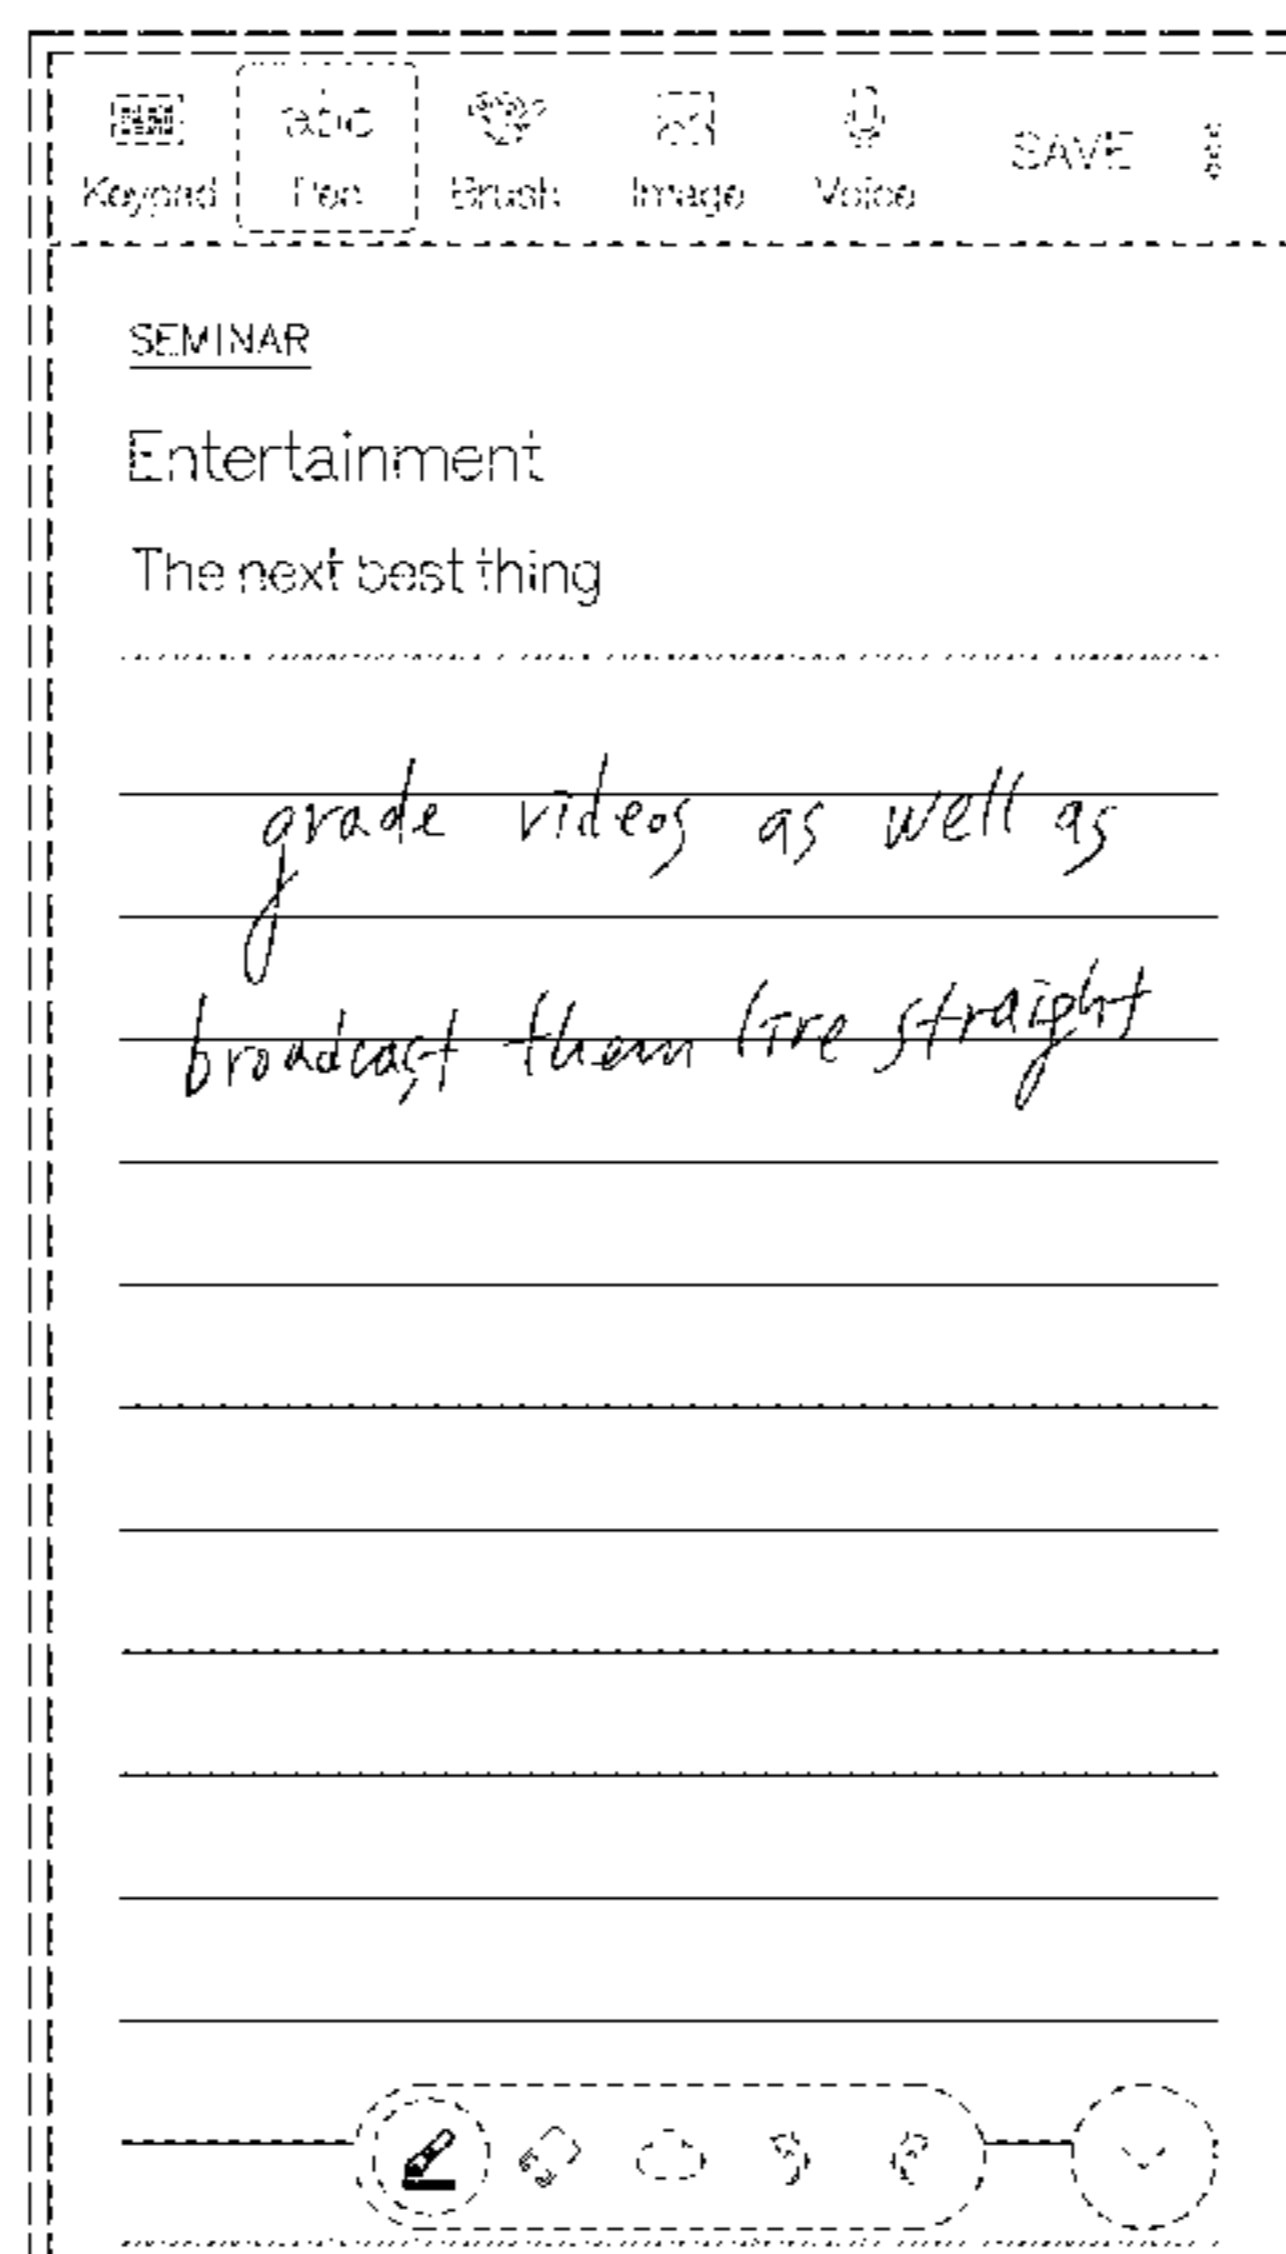 Keypad abc Pen Brush Image Voice SAVE
SEMINAR
Entertainment
The next best thing
grade videos as well as
broadcast them live straight